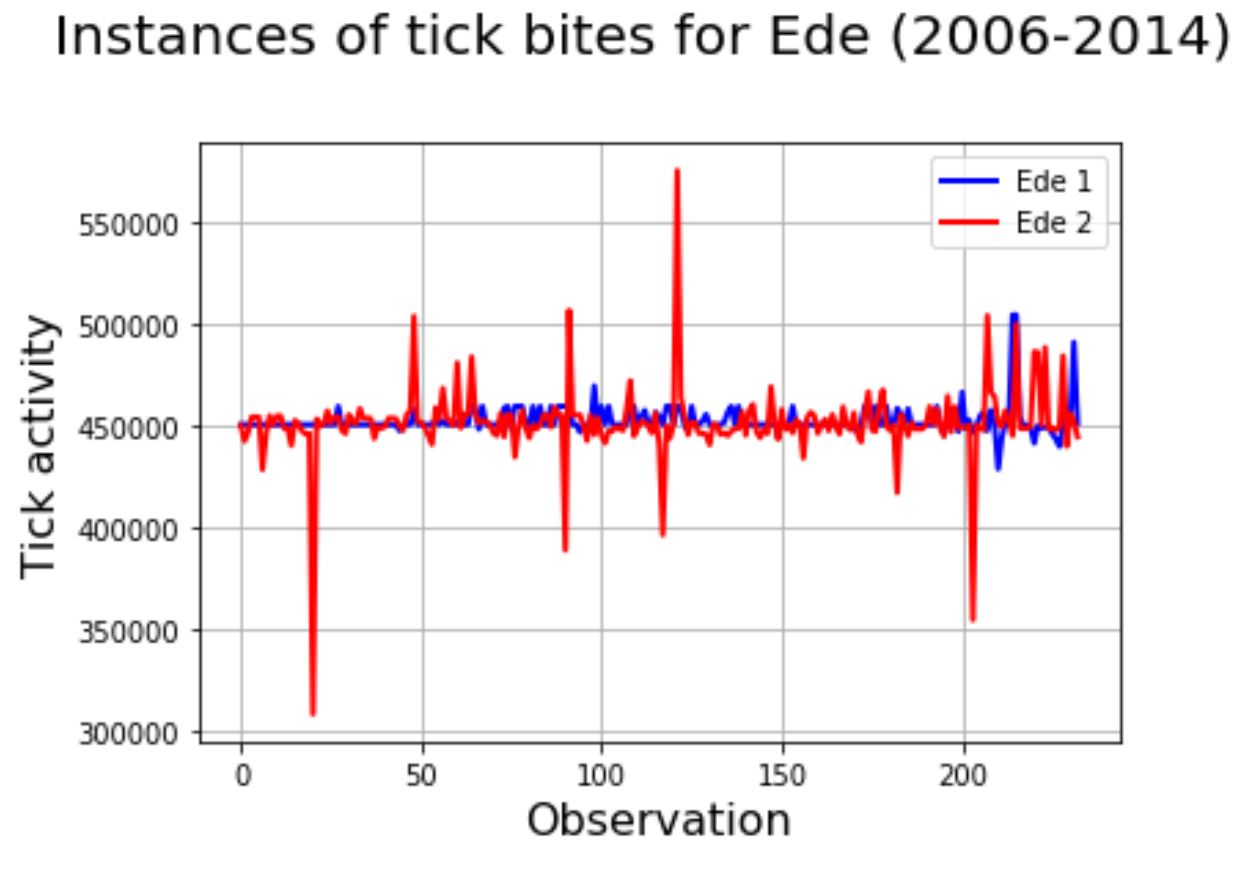 Instances of tick bites for Ede (2006-2014)
Ede 1
Ede 2
550000
500000
450000
400000
350000
300000
Tick activity
0 50 100 150 200
Observation